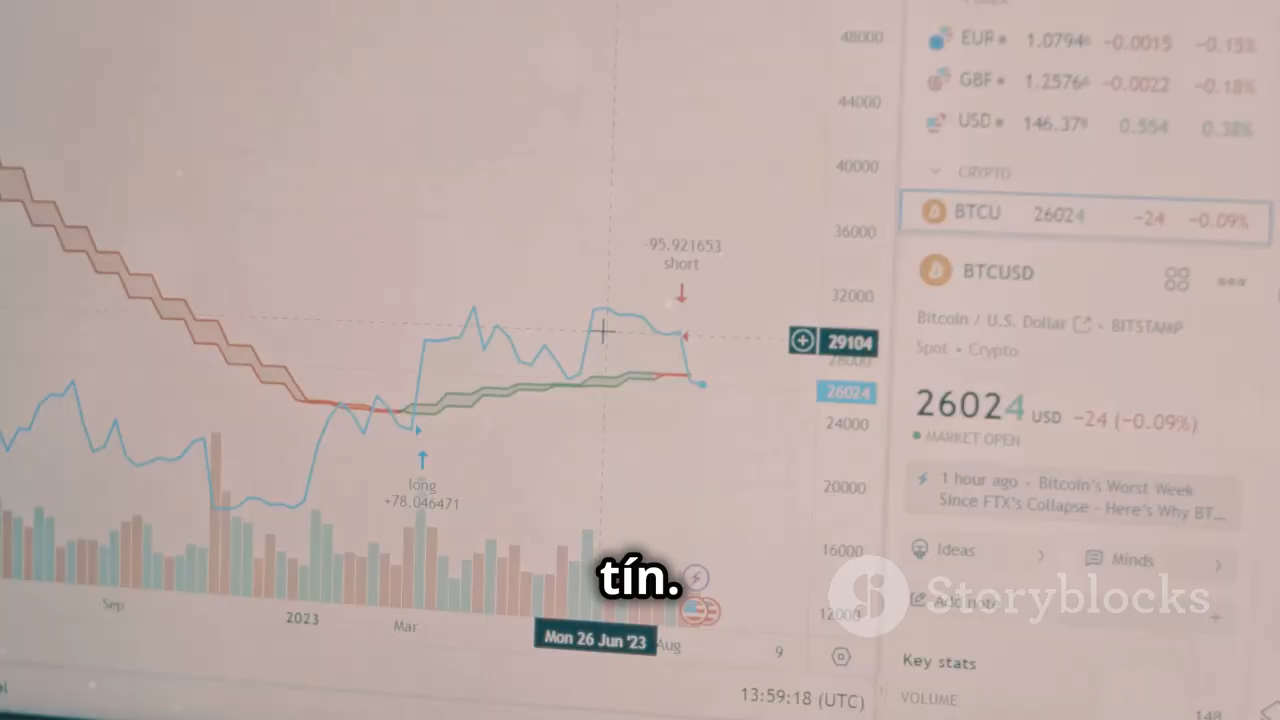 48000
44000
40000
36000
32000
28000
24000
20000
16000
12000
29104
26024
-95.921653
short
long
+78.046471
Sep
2023
Mar
Mon 26 Jun '23
Aug
9
13:59:18 (UTC)
EUR 1.0794 -0.0015 -0.15%
GBP 1.2576 -0.0022 -0.18%
USD 146.379 0.554 0.38%
CRYPTO
BTCU 26024 -24 -0.09%
BTCUSD
Bitcoin / U.S. Dollar • BITSTAMP
Spot • Crypto
26024 USD -24 (-0.09%)
MARKET OPEN
1 hour ago • Bitcoin's Worst Week
Since FTX's Collapse - Here's Why BT...
Ideas
Minds
Add note
Key stats
VOLUME
tín.
Storyblocks